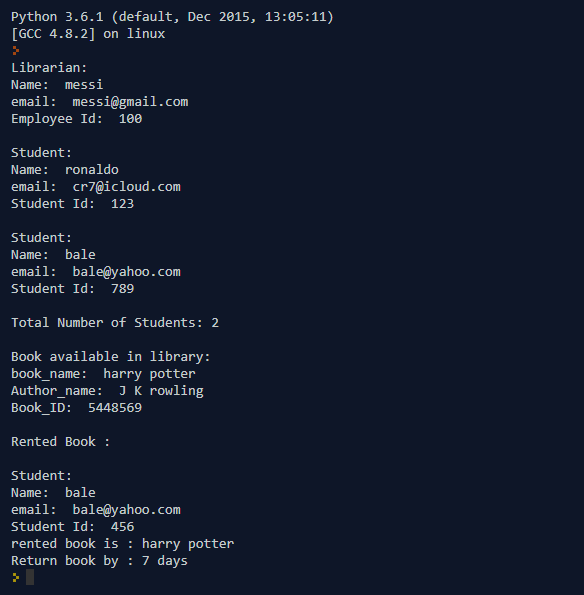 Python 3.6.1 (default, Dec 2015, 13:05:11)
[GCC 4.8.2] on linux
Librarian:
Name:  messi
email:  messi@gmail.com
Employee Id:  100
Student:
Name:  ronaldo
email:  cr7@icloud.com
Student Id:  123
Student:
Name:  bale
email:  bale@yahoo.com
Student Id:  789
Total Number of Students: 2
Book available in library:
book_name:  harry potter
Author_name:  J K rowling
Book_ID:  5448569
Rented Book :
Student:
Name:  bale
email:  bale@yahoo.com
Student Id:  456
rented book is : harry potter
Return book by : 7 days